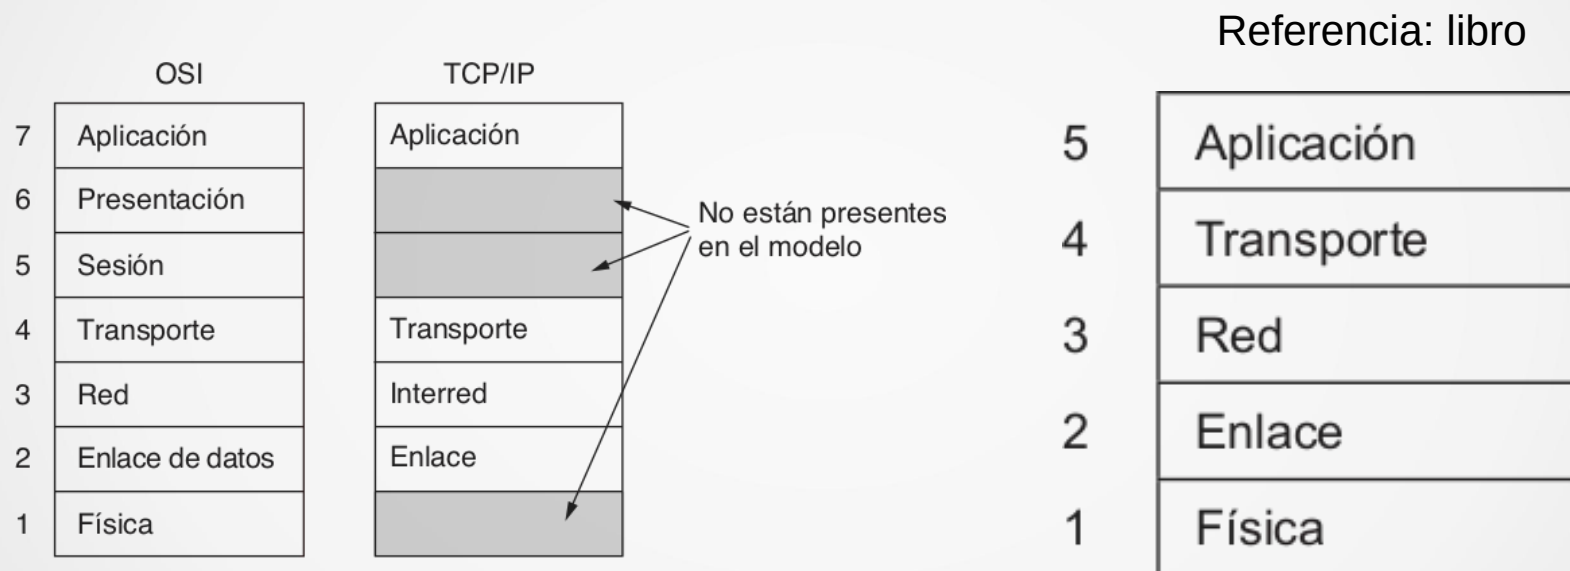 Referencia: libro
OSI
TCP/IP
7 Aplicación
Aplicación
6 Presentación
5 Sesión
4 Transporte
Transporte
3 Red
Interred
2 Enlace de datos
Enlace
1 Física
No están presentes
en el modelo
5 Aplicación
4 Transporte
3 Red
2 Enlace
1 Física